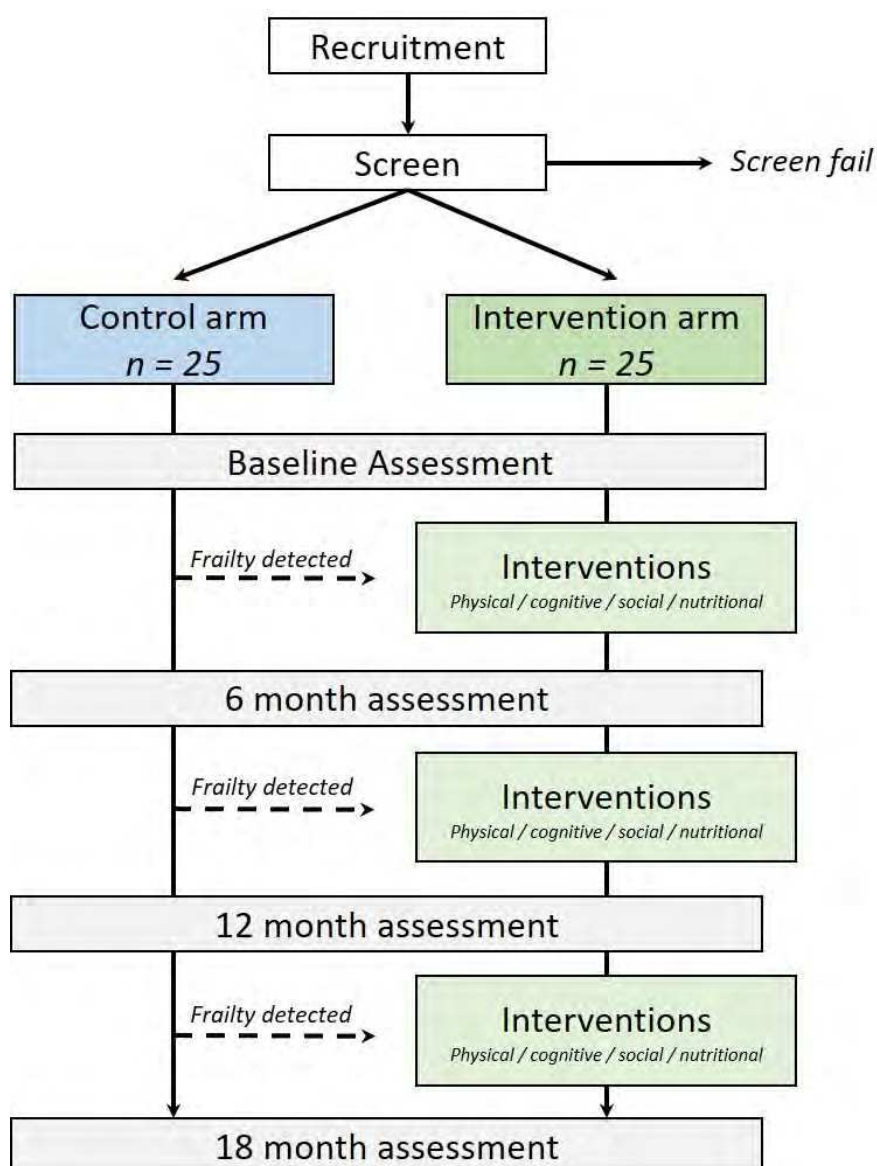 Recruitment
Screen
Screen fail
Control arm
n = 25
Intervention arm
n = 25
Baseline Assessment
Frailty detected
Interventions
Physical / cognitive / social / nutritional
6 month assessment
Frailty detected
Interventions
Physical / cognitive / social / nutritional
12 month assessment
Frailty detected
Interventions
Physical / cognitive / social / nutritional
18 month assessment